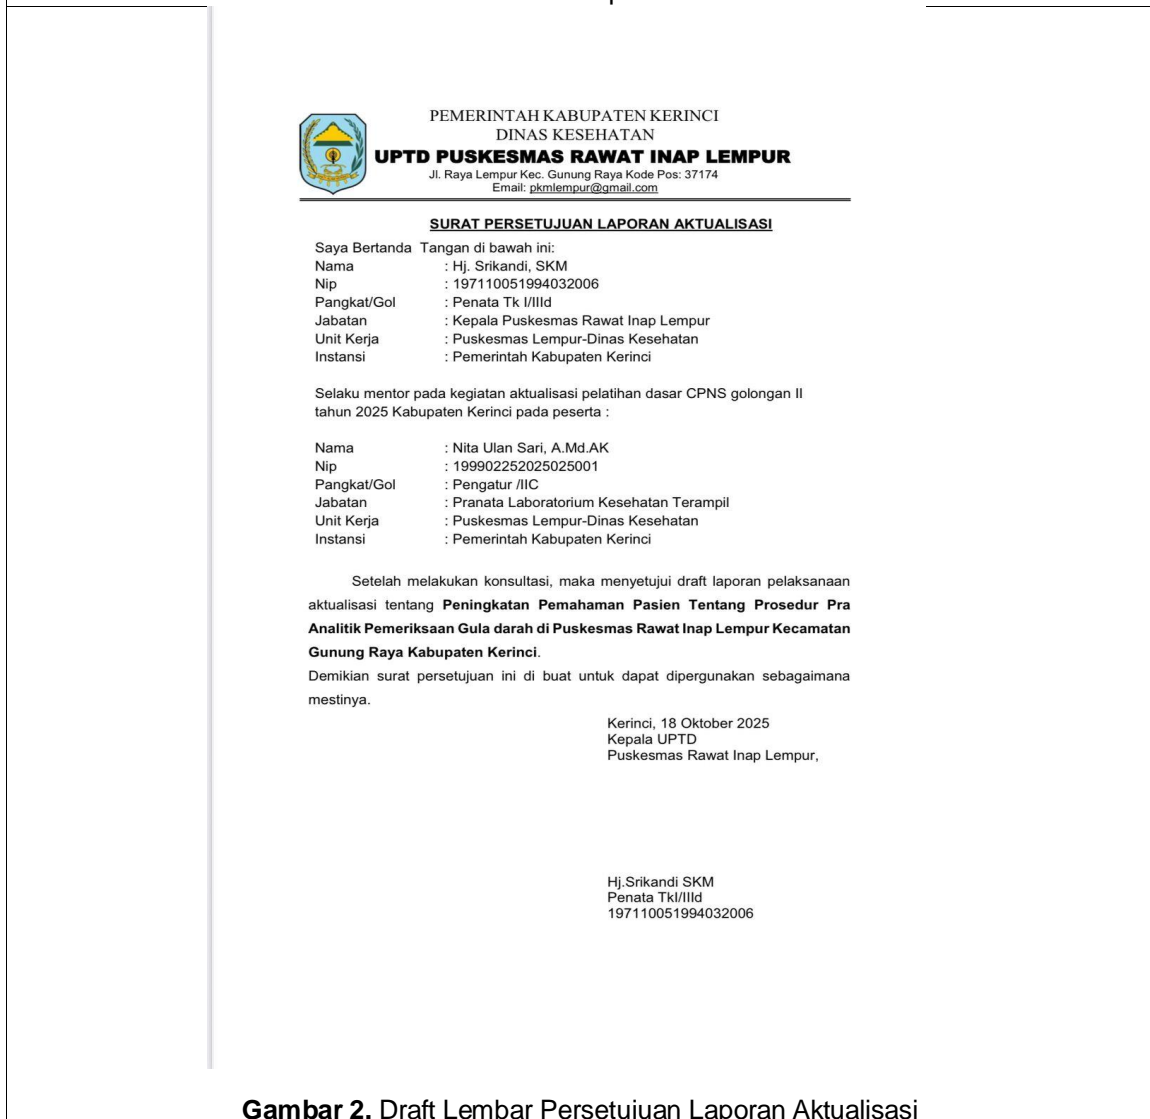 PEMERINTAH KABUPATEN KERINCI
DINAS KESEHATAN
UPTD PUSKESMAS RAWAT INAP LEMPUR
Jl. Raya Lempur Kec. Gunung Raya Kode Pos: 37174
Email: pkmlempur@gmail.com
SURAT PERSETUJUAN LAPORAN AKTUALISASI
Saya Bertanda Tangan di bawah ini:
Nama : Hj. Srikandi, SKM
Nip : 197110051994032006
Pangkat/Gol : Penata Tk I/IIId
Jabatan : Kepala Puskesmas Rawat Inap Lempur
Unit Kerja : Puskesmas Lempur-Dinas Kesehatan
Instansi : Pemerintah Kabupaten Kerinci
Selaku mentor pada kegiatan aktualisasi pelatihan dasar CPNS golongan II
tahun 2025 Kabupaten Kerinci pada peserta :
Nama : Nita Ulan Sari, A.Md.AK
Nip : 199902252025025001
Pangkat/Gol : Pengatur /IIC
Jabatan : Pranata Laboratorium Kesehatan Terampil
Unit Kerja : Puskesmas Lempur-Dinas Kesehatan
Instansi : Pemerintah Kabupaten Kerinci
Setelah melakukan konsultasi, maka menyetujui draft laporan pelaksanaan
aktualisasi tentang Peningkatan Pemahaman Pasien Tentang Prosedur Pra
Analitik Pemeriksaan Gula darah di Puskesmas Rawat Inap Lempur Kecamatan
Gunung Raya Kabupaten Kerinci.
Demikian surat persetujuan ini di buat untuk dapat dipergunakan sebagaimana
mestinya.
Kerinci, 18 Oktober 2025
Kepala UPTD
Puskesmas Rawat Inap Lempur,
Hj.Srikandi SKM
Penata TkI/IIId
197110051994032006
Gambar 2. Draft Lembar Persetujuan Laporan Aktualisasi